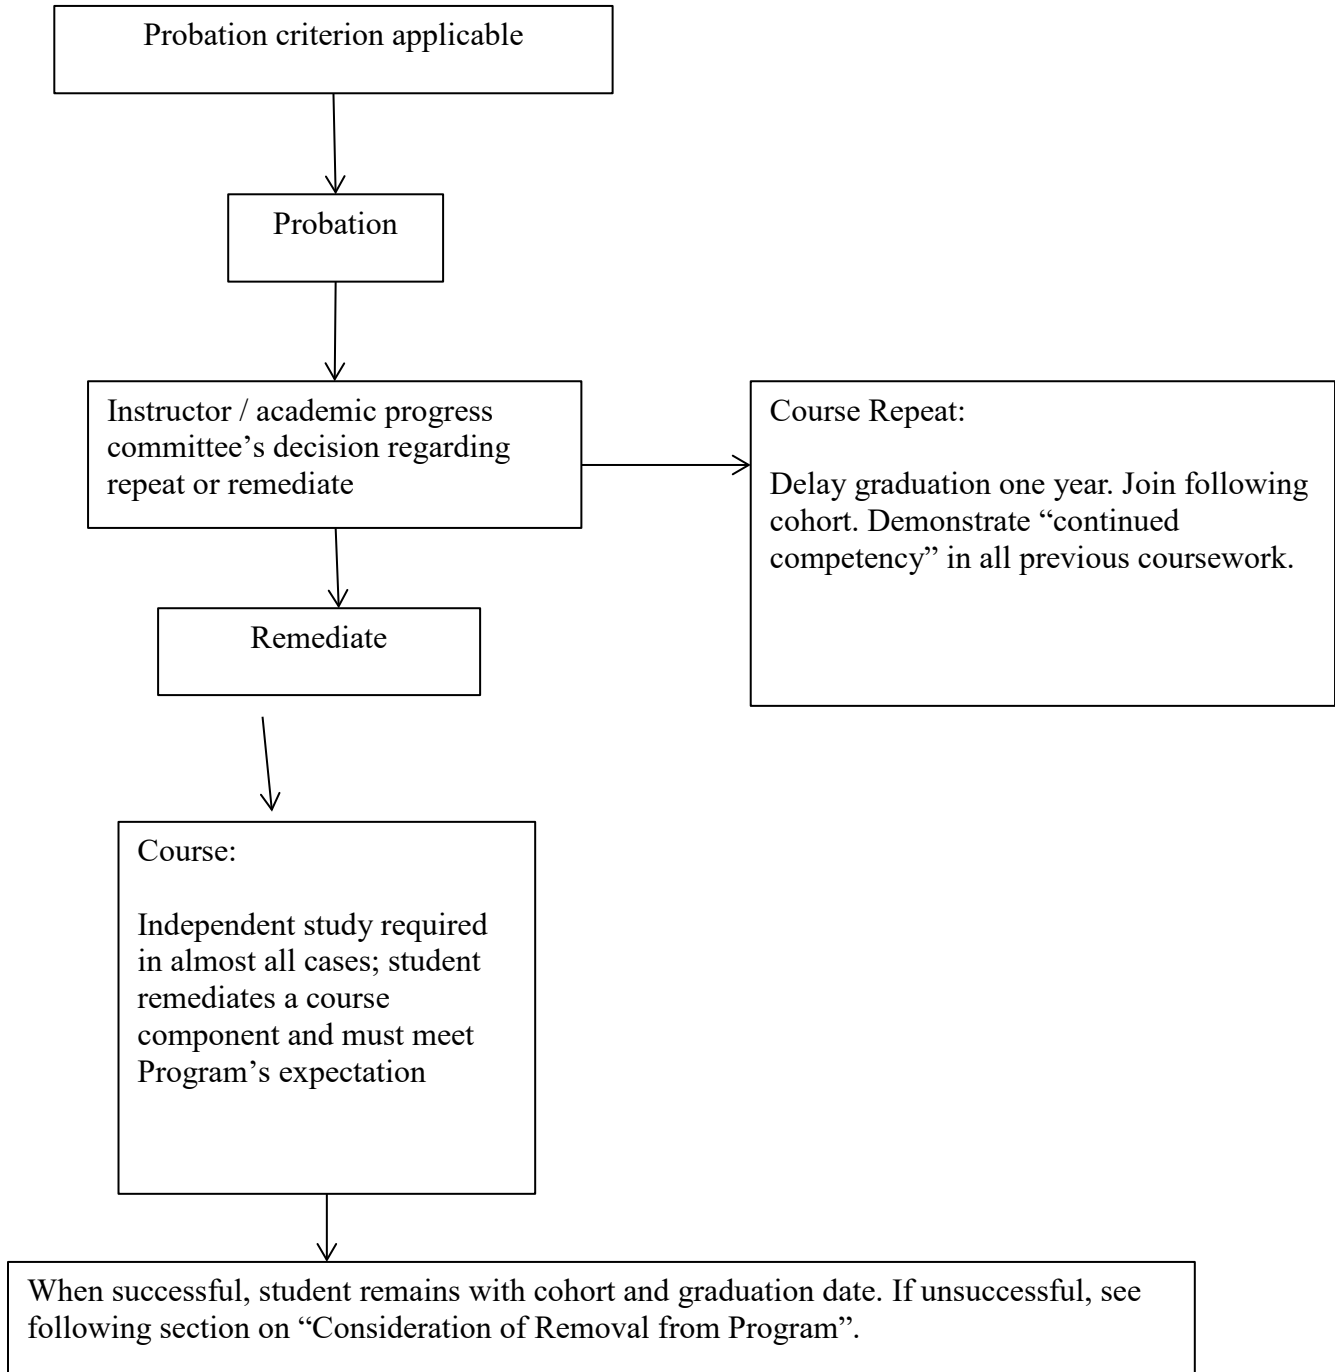 Probation criterion applicable
Probation
Instructor / academic progress
committee’s decision regarding
repeat or remediate
Course Repeat:
Delay graduation one year. Join following
cohort. Demonstrate “continued
competency” in all previous coursework.
Remediate
Course:
Independent study required
in almost all cases; student
remediates a course
component and must meet
Program’s expectation
When successful, student remains with cohort and graduation date. If unsuccessful, see
following section on “Consideration of Removal from Program”.